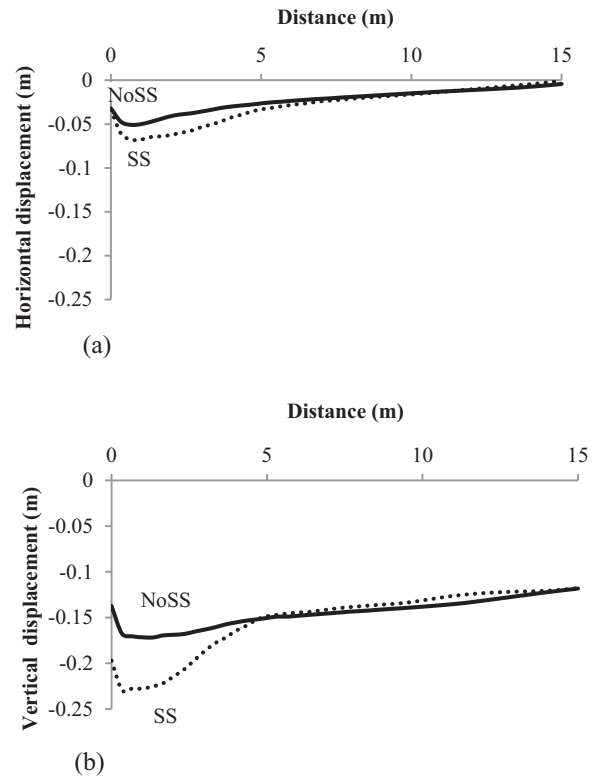 Distance (m)
0 5 10 15
0
-0.05
-0.1
-0.15
-0.2
-0.25
Horizontal displacement (m)
NoSS
SS
(a)
Distance (m)
0 5 10 15
0
-0.05
-0.1
-0.15
-0.2
-0.25
Vertical displacement (m)
NoSS
SS
(b)